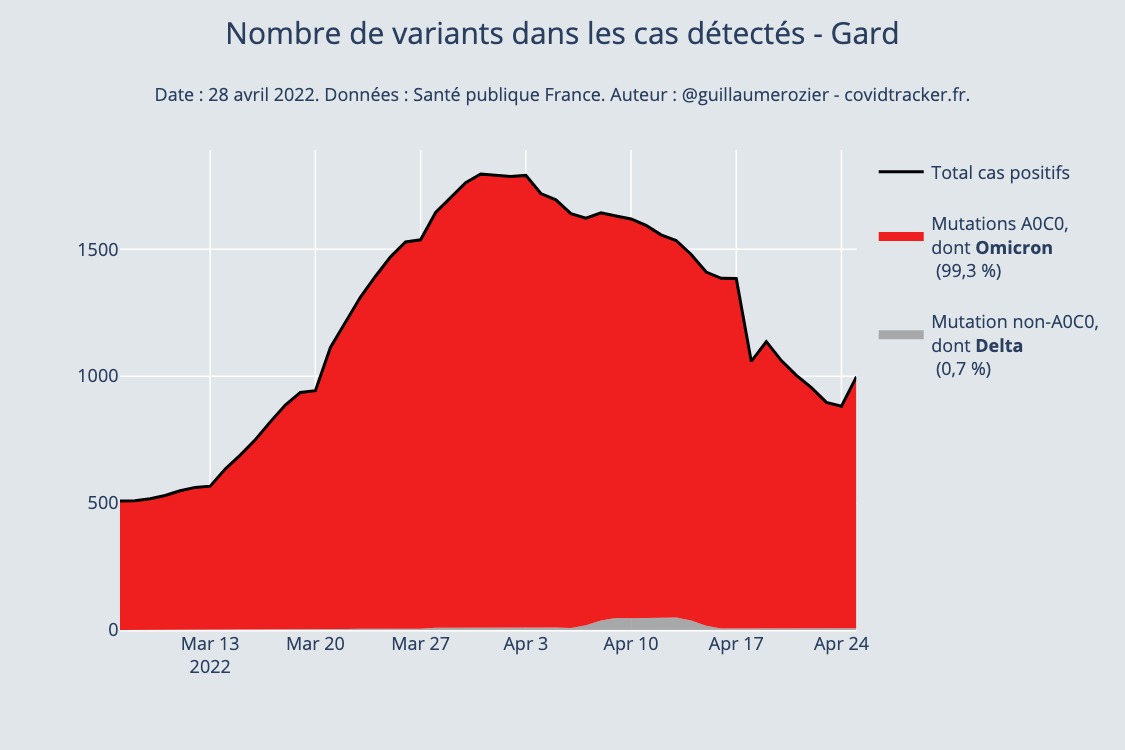 Nombre de variants dans les cas détectés - Gard
Date : 28 avril 2022. Données : Santé publique France. Auteur : @guillaumerozier - covidtracker.fr.
Total cas positifs
Mutations A0C0,
dont Omicron
(99,3 %)
Mutation non-A0C0,
dont Delta
(0,7 %)
1500
1000
500
0
Mar 13 Mar 20 Mar 27 Apr 3 Apr 10 Apr 17 Apr 24
2022